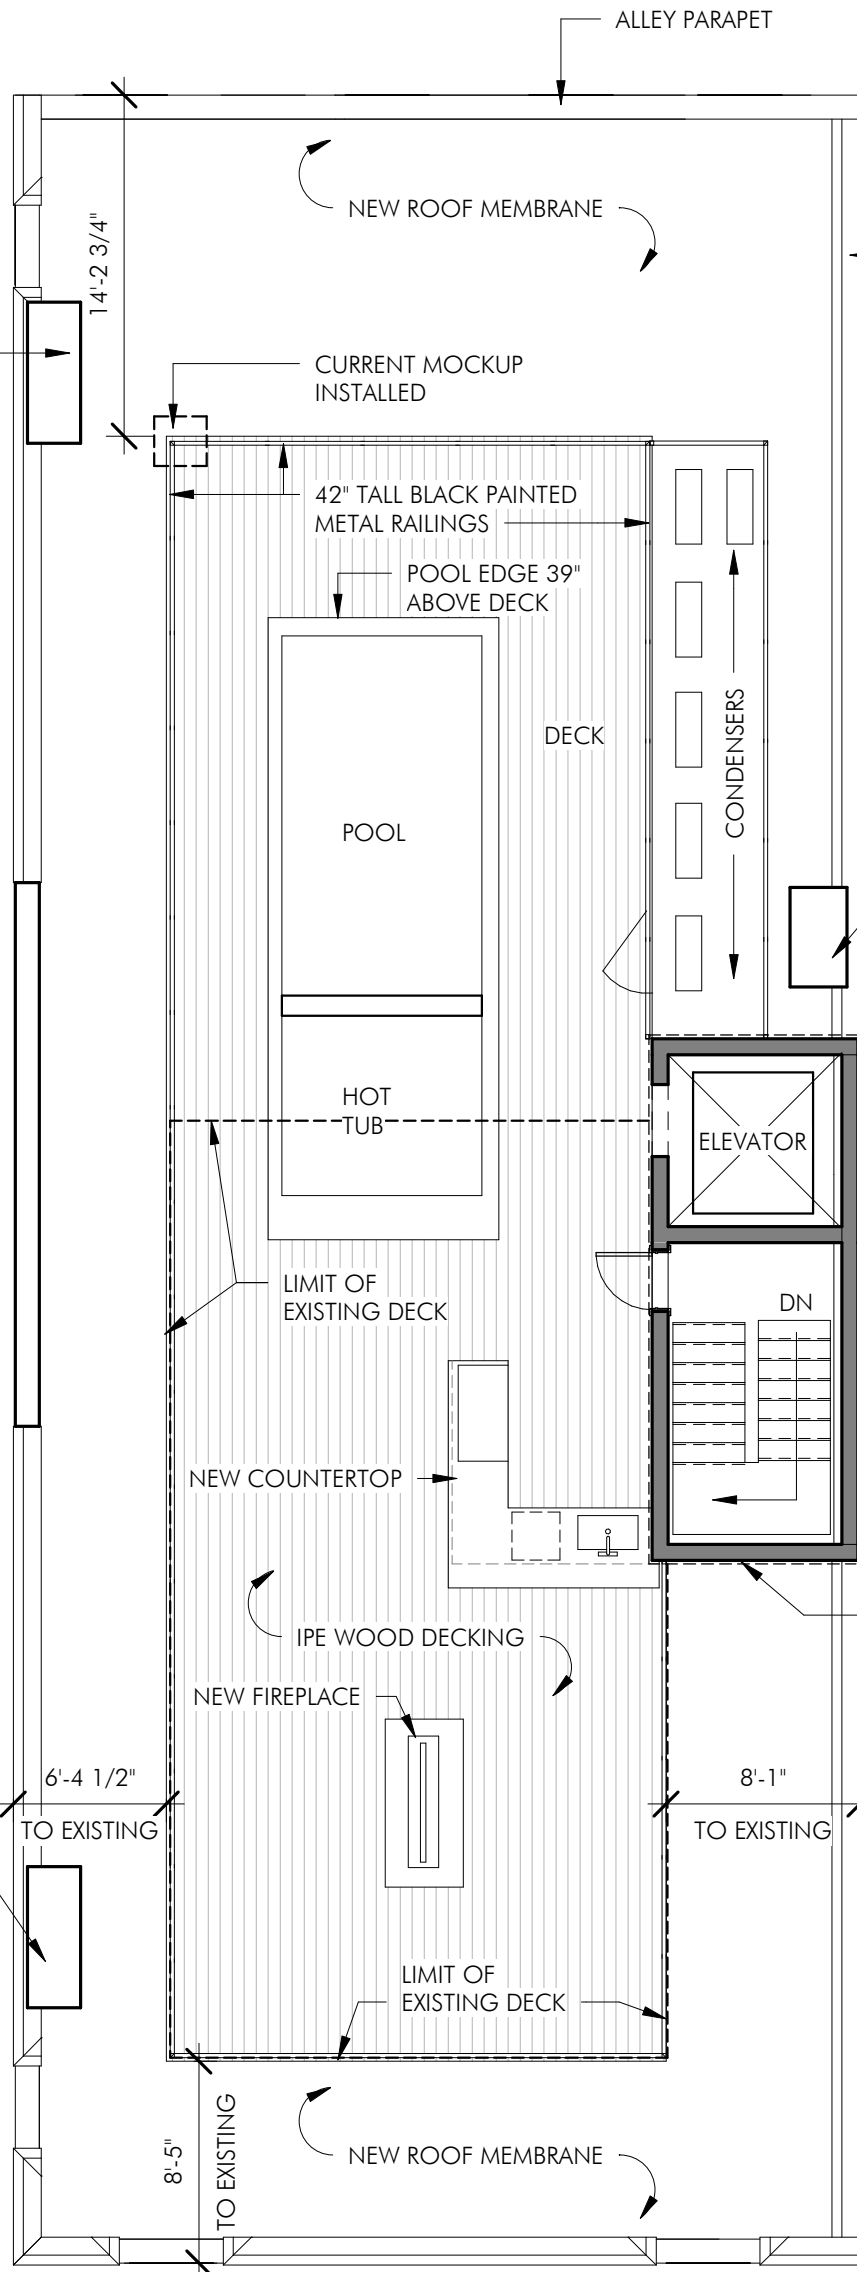 ALLEY PARAPET
NEW ROOF MEMBRANE
14'-2 3/4"
CURRENT MOCKUP
INSTALLED
42" TALL BLACK PAINTED
METAL RAILINGS
POOL EDGE 39"
ABOVE DECK
DECK
CONDENSERS
POOL
HOT
TUB
ELEVATOR
LIMIT OF
EXISTING DECK
DN
NEW COUNTERTOP
IPE WOOD DECKING
NEW FIREPLACE
6'-4 1/2"
TO EXISTING
8'-1"
TO EXISTING
LIMIT OF
EXISTING DECK
8'-5"
TO EXISTING
NEW ROOF MEMBRANE